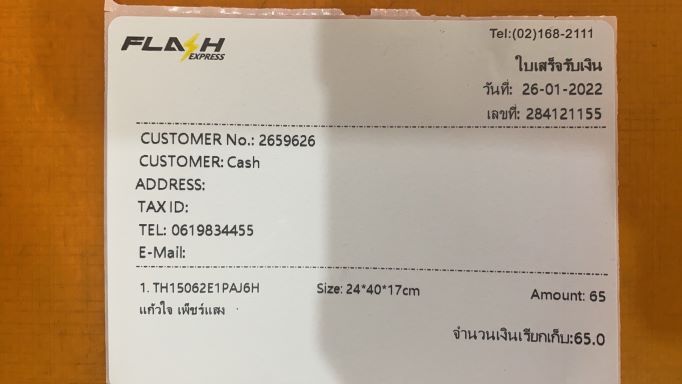 FLASH EXPRESS
Tel:(02)168-2111
ใบเสร็จรับเงิน
วันที่: 26-01-2022
เลขที่: 284121155
CUSTOMER No.: 2659626
CUSTOMER: Cash
ADDRESS:
TAX ID:
TEL: 0619834455
E-Mail:
1. TH15062E1PAJ6H Size: 24*40*17cm Amount: 65
แก้วใจ เพ็ชร์แสง
จำนวนเงินเรียกเก็บ:65.0